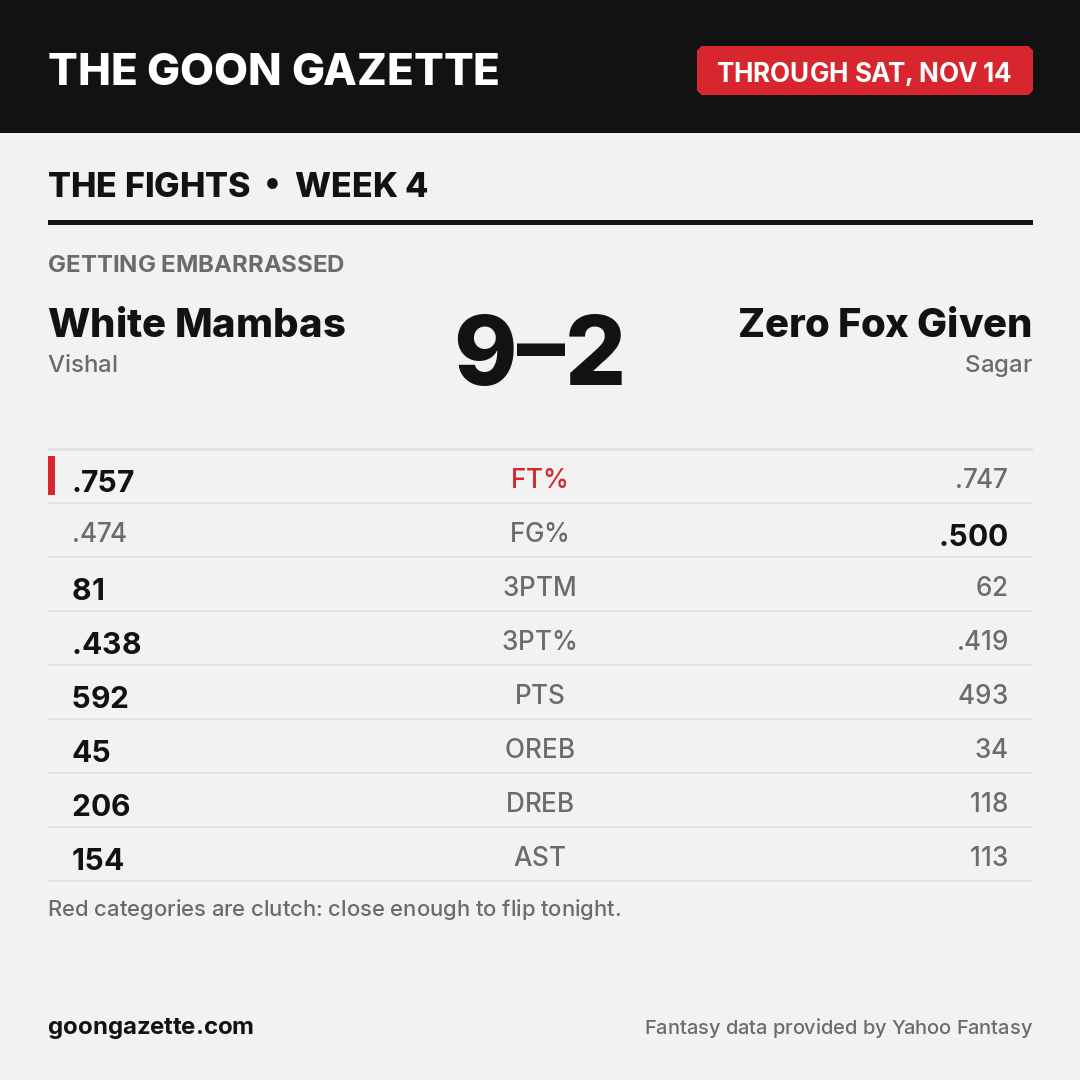 THE GOON GAZETTE
THROUGH SAT, NOV 14
THE FIGHTS • WEEK 4
GETTING EMBARRASSED
White Mambas 9–2 Zero Fox Given
Vishal Sagar
.757 FT% .747
.474 FG% .500
81 3PTM 62
.438 3PT% .419
592 PTS 493
45 OREB 34
206 DREB 118
154 AST 113
Red categories are clutch: close enough to flip tonight.
goongazette.com Fantasy data provided by Yahoo Fantasy